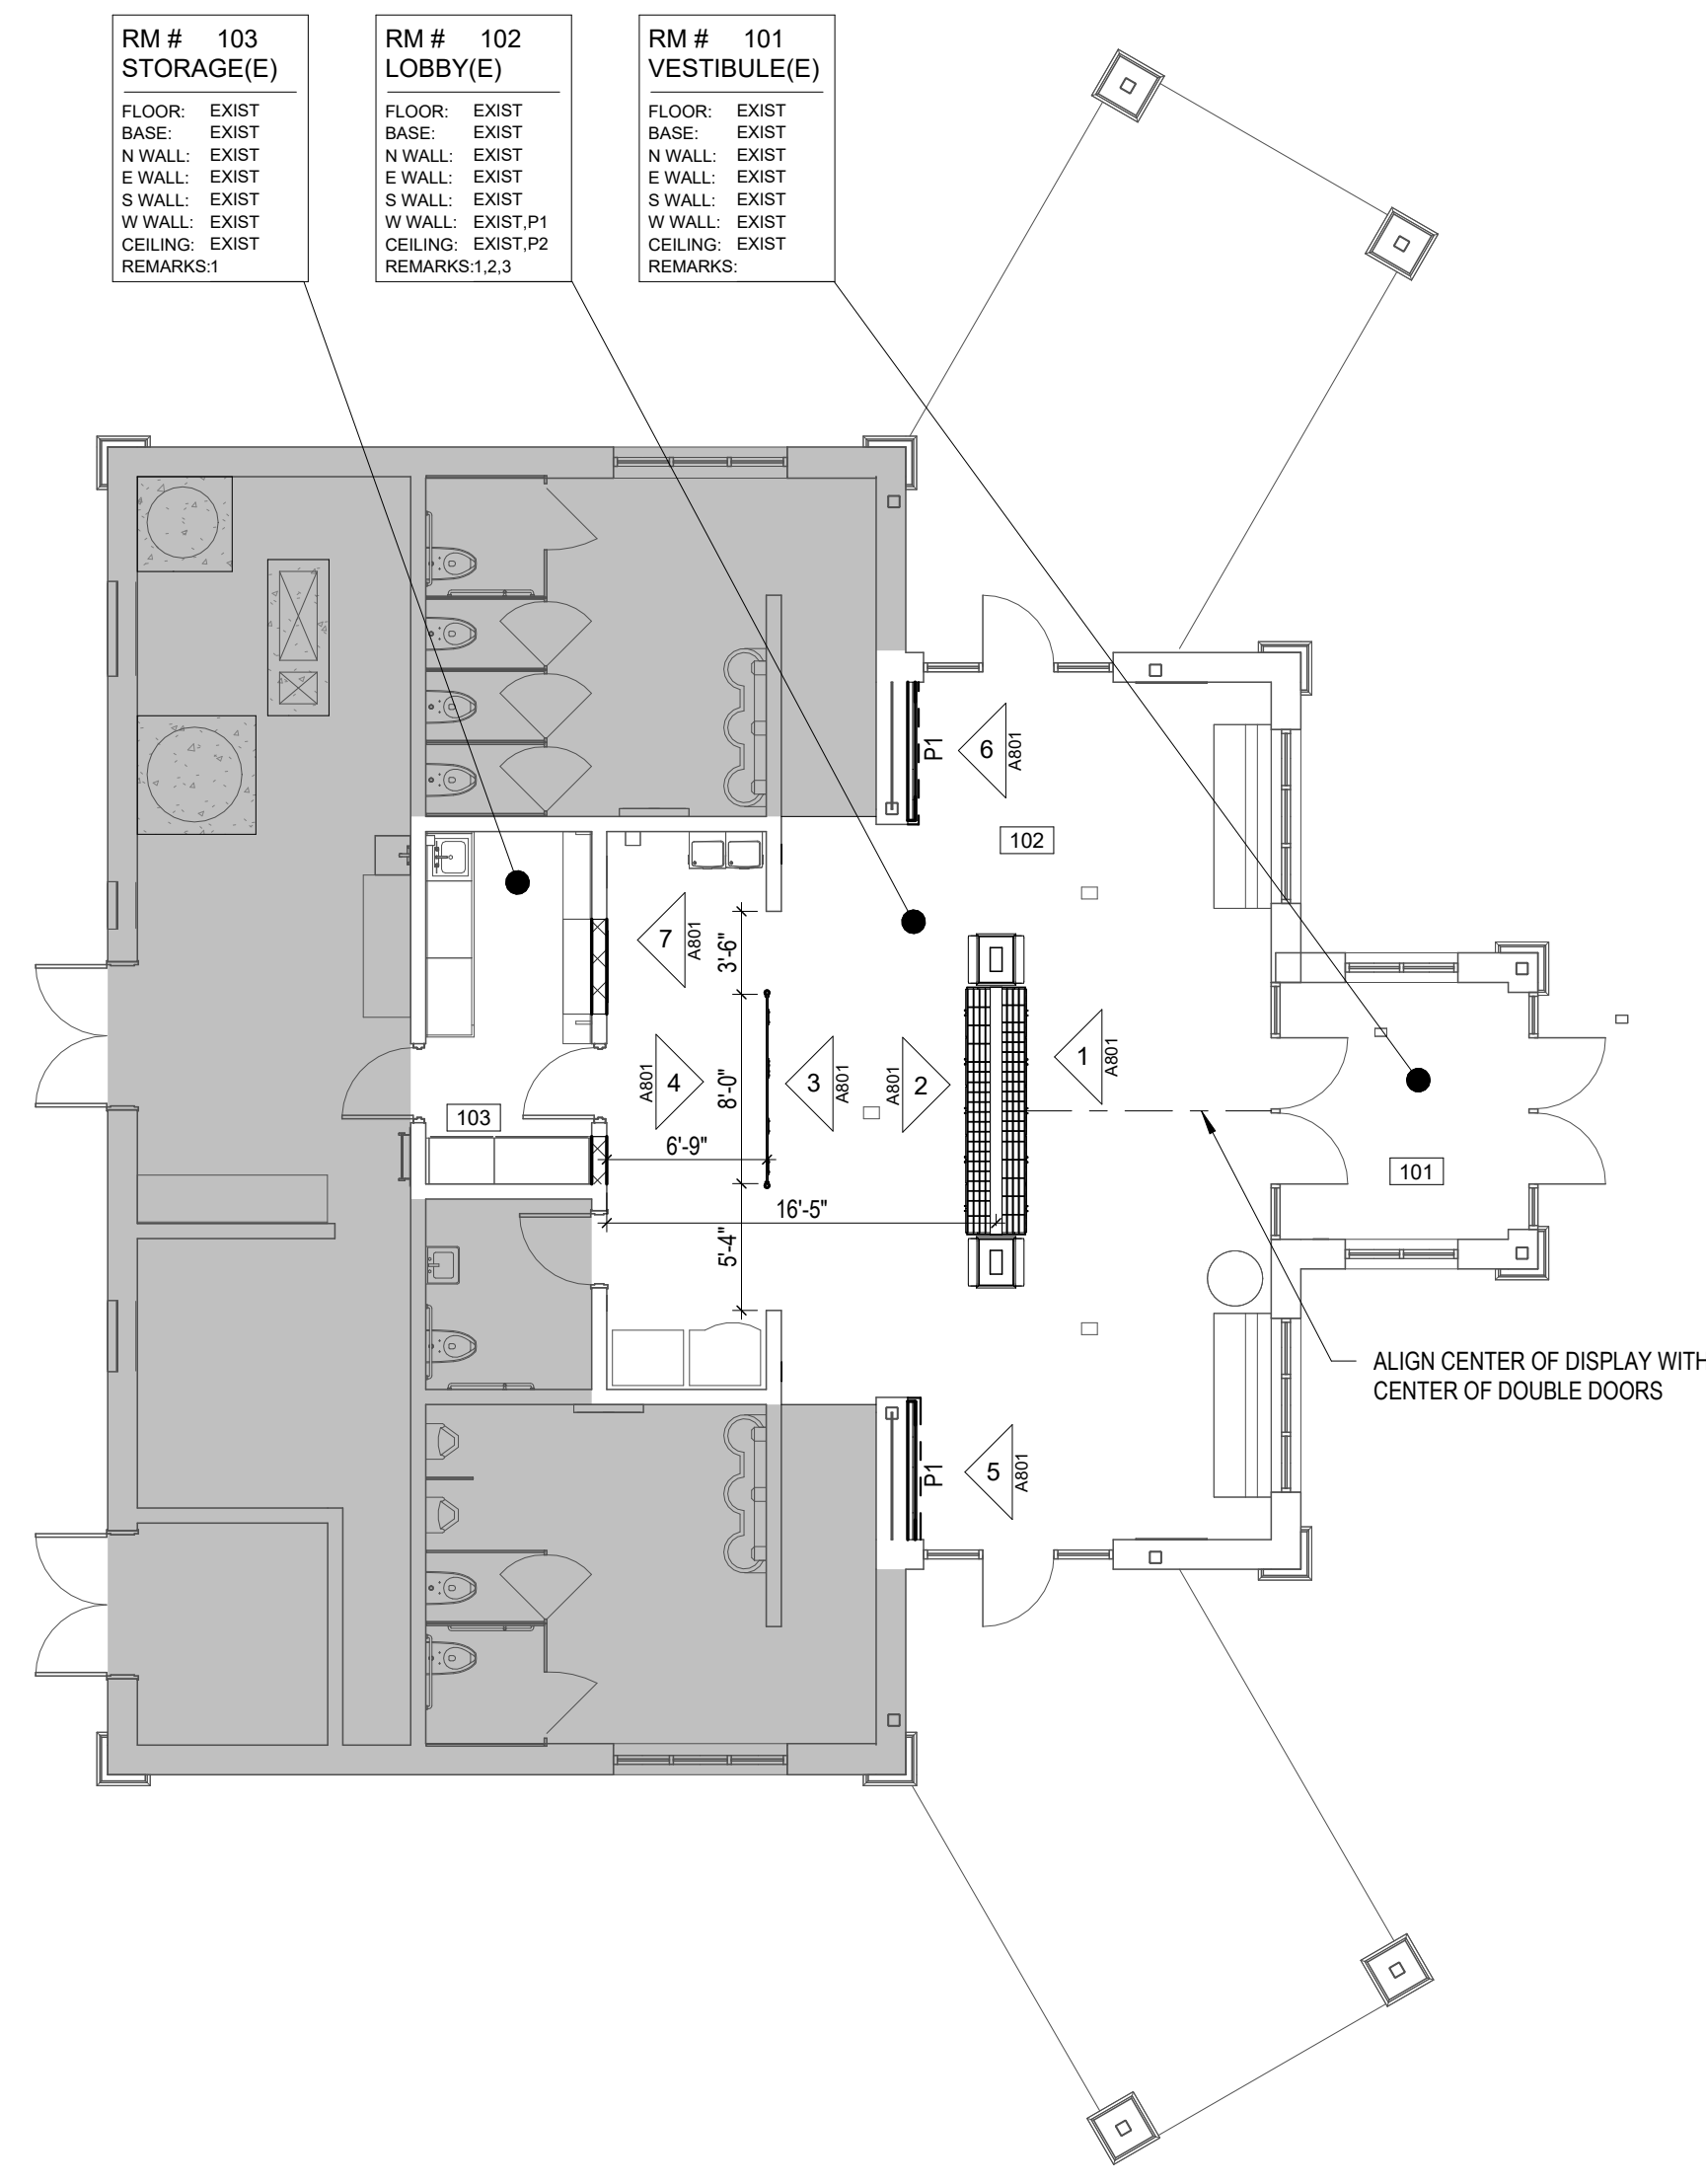 RM # 103
STORAGE(E)
FLOOR: EXIST
BASE: EXIST
N WALL: EXIST
E WALL: EXIST
S WALL: EXIST
W WALL: EXIST
CEILING: EXIST
REMARKS:1
RM # 102
LOBBY(E)
FLOOR: EXIST
BASE: EXIST
N WALL: EXIST
E WALL: EXIST
S WALL: EXIST
W WALL: EXIST,P1
CEILING: EXIST,P2
REMARKS:1,2,3
RM # 101
VESTIBULE(E)
FLOOR: EXIST
BASE: EXIST
N WALL: EXIST
E WALL: EXIST
S WALL: EXIST
W WALL: EXIST
CEILING: EXIST
REMARKS:
P1
6
A801
102
7
A801
3'-6"
A801
4
8'-0"
3
A801
A801
2
1
A801
103
6'-9"
101
16'-5"
5'-4"
ALIGN CENTER OF DISPLAY WITH
CENTER OF DOUBLE DOORS
P1
5
A801